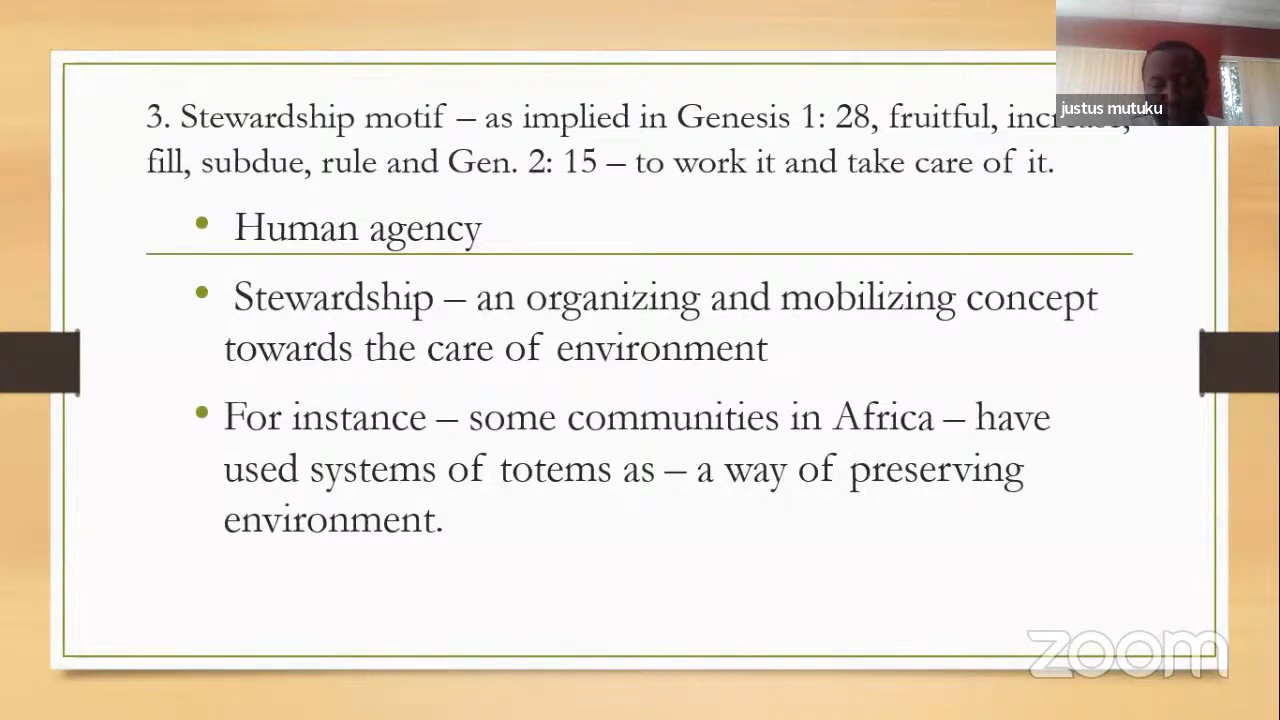 justus mutuku
3. Stewardship motif – as implied in Genesis 1: 28, fruitful, increase,
fill, subdue, rule and Gen. 2: 15 – to work it and take care of it.
• Human agency
• Stewardship – an organizing and mobilizing concept
towards the care of environment
• For instance – some communities in Africa – have
used systems of totems as – a way of preserving
environment.
zoom